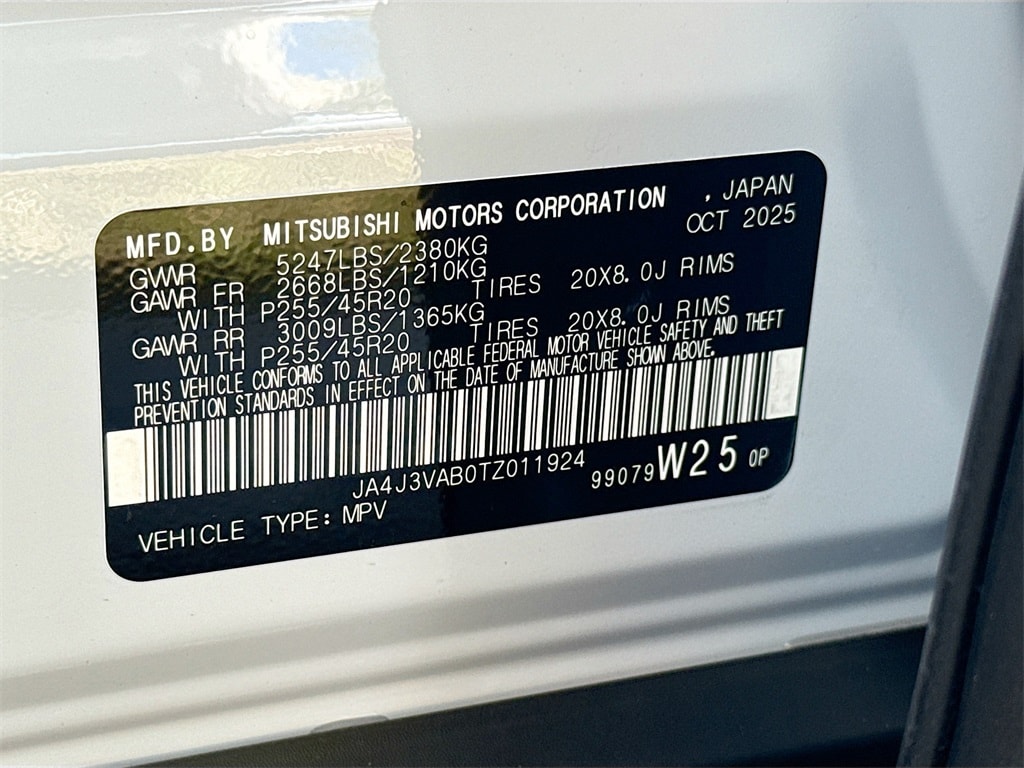 MFD.BY MITSUBISHI MOTORS CORPORATION , JAPAN
OCT 2025
GWWR 5247LBS/2380KG
GAWR FR 2668LBS/1210KG
WITH P255/45R20 TIRES 20X8.0J RIMS
GAWR RR 3009LBS/1365KG
WITH P255/45R20 TIRES 20X8.0J RIMS
THIS VEHICLE CONFORMS TO ALL APPLICABLE FEDERAL MOTOR VEHICLE SAFETY AND THEFT
PREVENTION STANDARDS IN EFFECT ON THE DATE OF MANUFACTURE SHOWN ABOVE.
JA4J3VAB0TZ011924 99079 W25 OP
VEHICLE TYPE: MPV